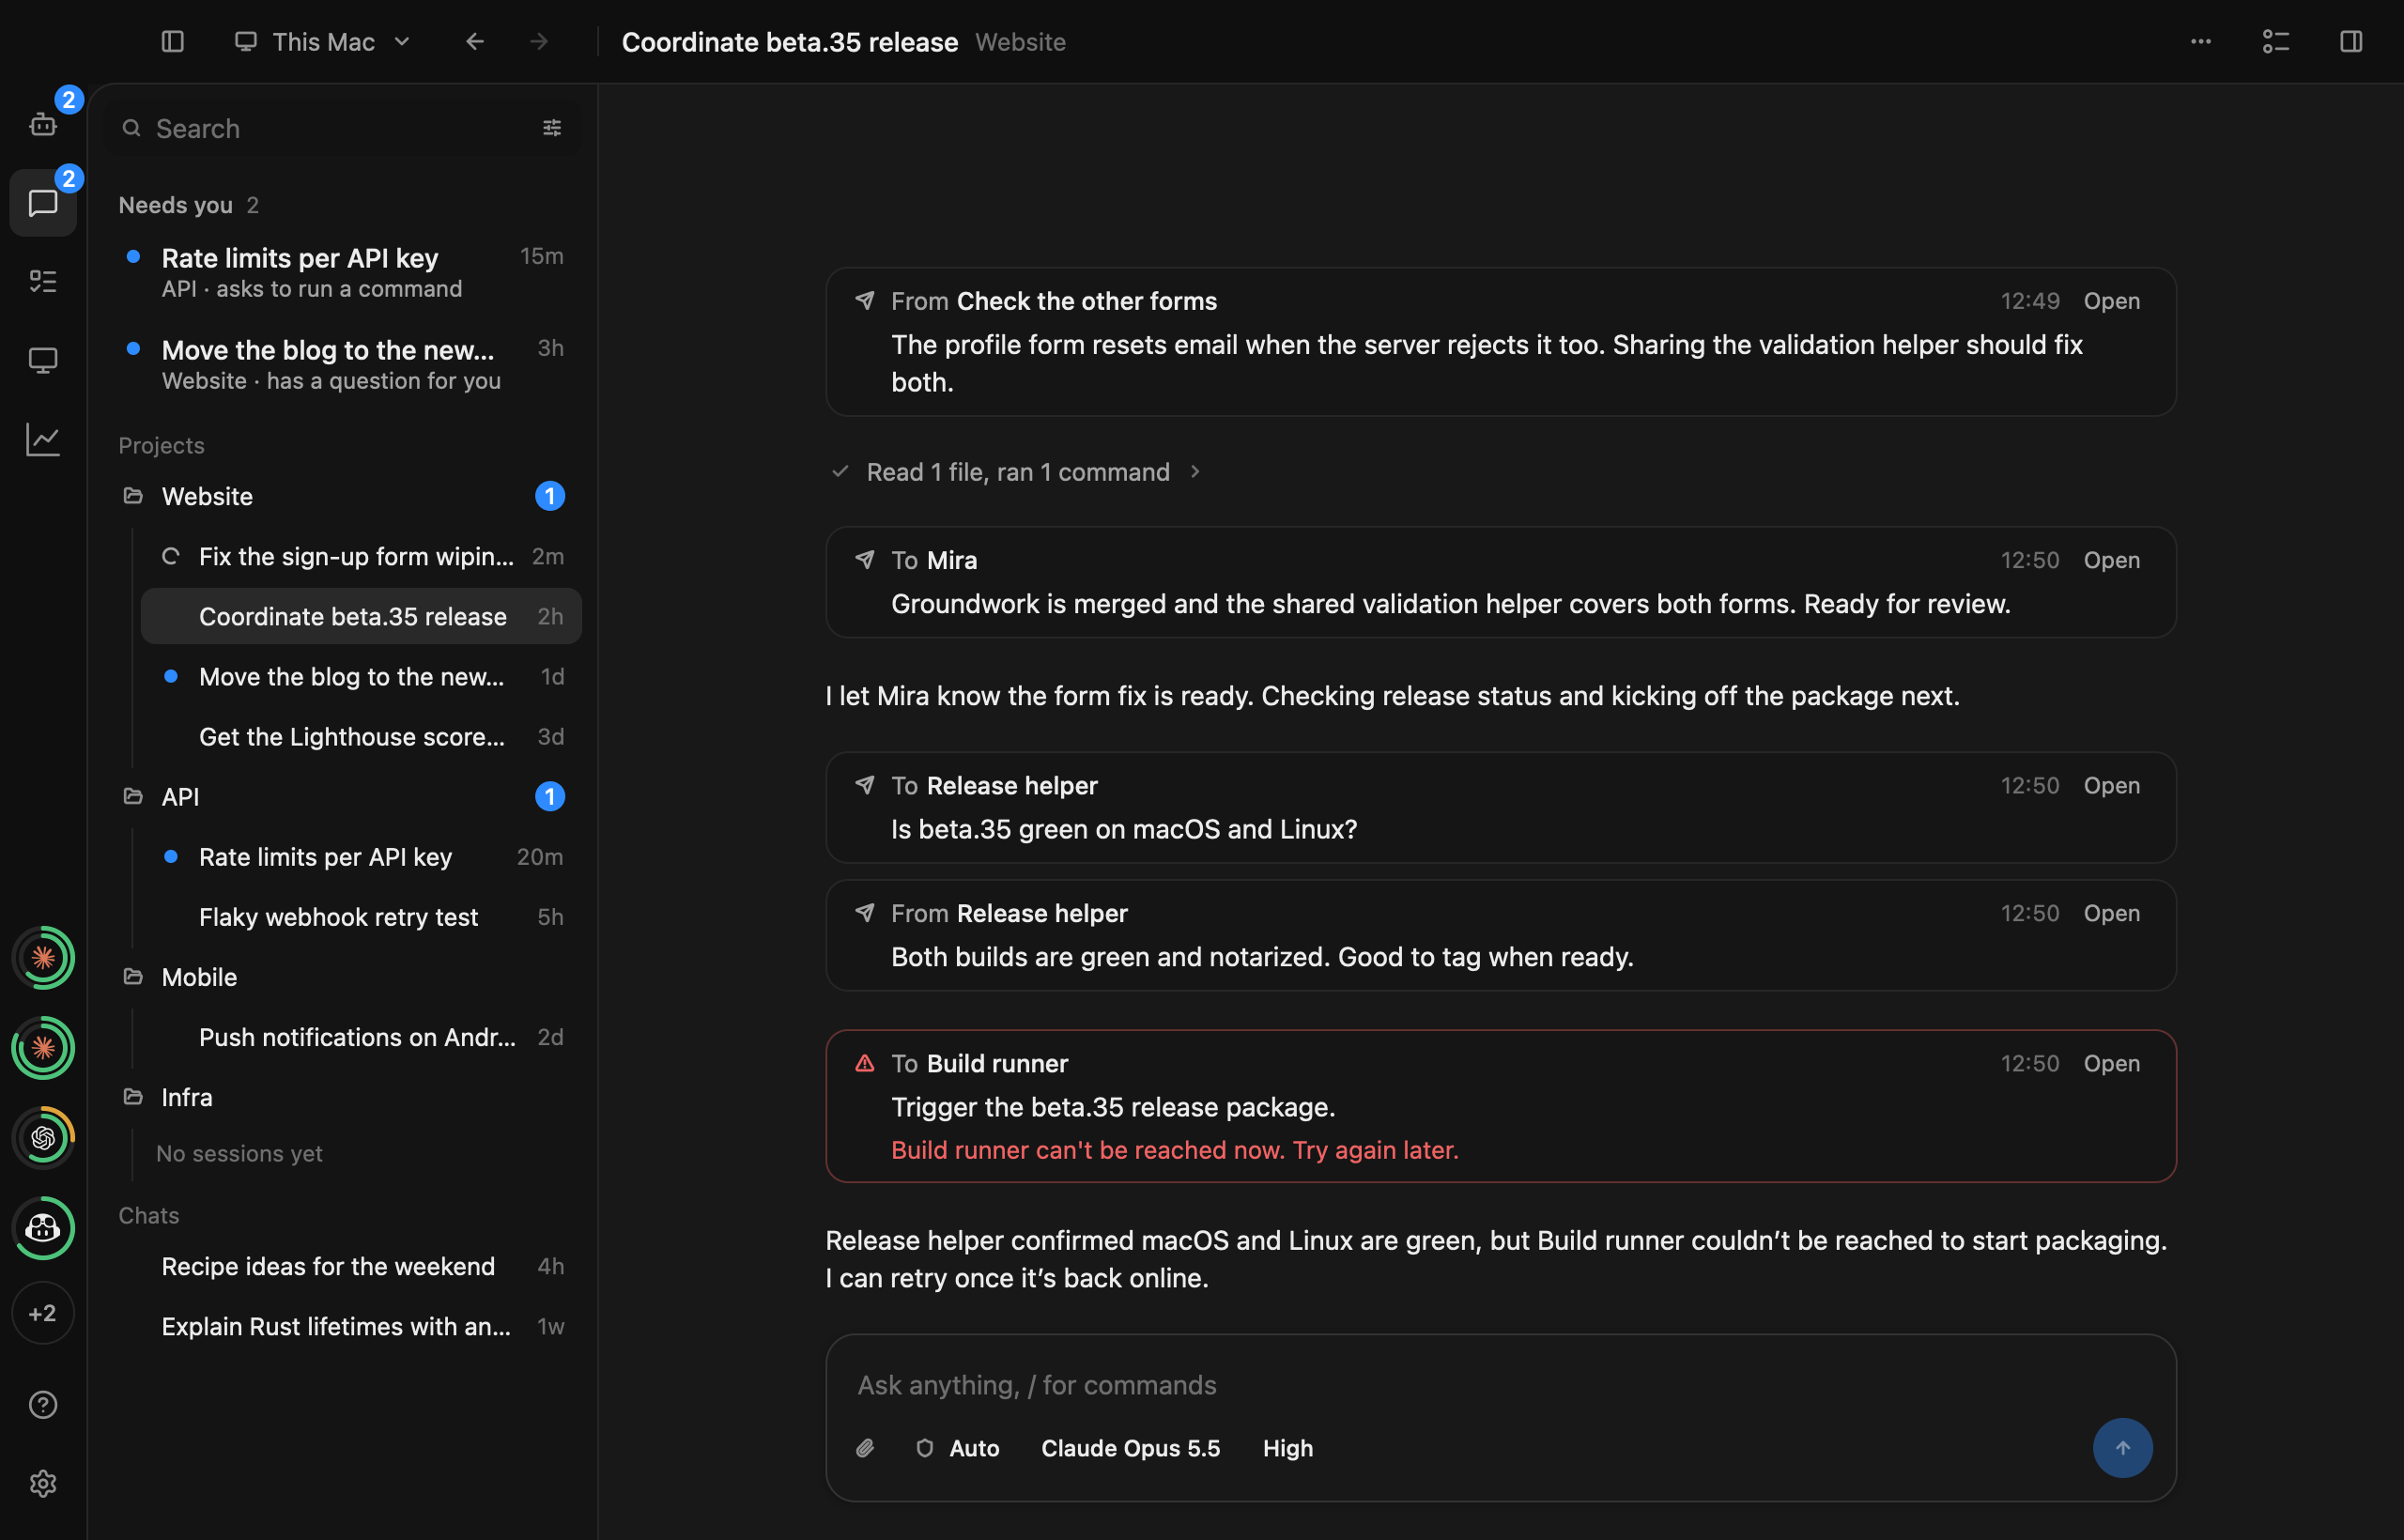 This Mac
Coordinate beta.35 release Website
2
2
Search
Needs you 2
Rate limits per API key 15m
API · asks to run a command
Move the blog to the new... 3h
Website · has a question for you
Projects
Website 1
Fix the sign-up form wipin... 2m
Coordinate beta.35 release 2h
Move the blog to the new... 1d
Get the Lighthouse score... 3d
API 1
Rate limits per API key 20m
Flaky webhook retry test 5h
Mobile
Push notifications on Andr... 2d
Infra
No sessions yet
Chats
Recipe ideas for the weekend 4h
Explain Rust lifetimes with an... 1w
+2
From Check the other forms 12:49 Open
The profile form resets email when the server rejects it too. Sharing the validation helper should fix
both.
Read 1 file, ran 1 command
To Mira 12:50 Open
Groundwork is merged and the shared validation helper covers both forms. Ready for review.
I let Mira know the form fix is ready. Checking release status and kicking off the package next.
To Release helper 12:50 Open
Is beta.35 green on macOS and Linux?
From Release helper 12:50 Open
Both builds are green and notarized. Good to tag when ready.
To Build runner 12:50 Open
Trigger the beta.35 release package.
Build runner can't be reached now. Try again later.
Release helper confirmed macOS and Linux are green, but Build runner couldn’t be reached to start packaging.
I can retry once it’s back online.
Ask anything, / for commands
Auto Claude Opus 5.5 High